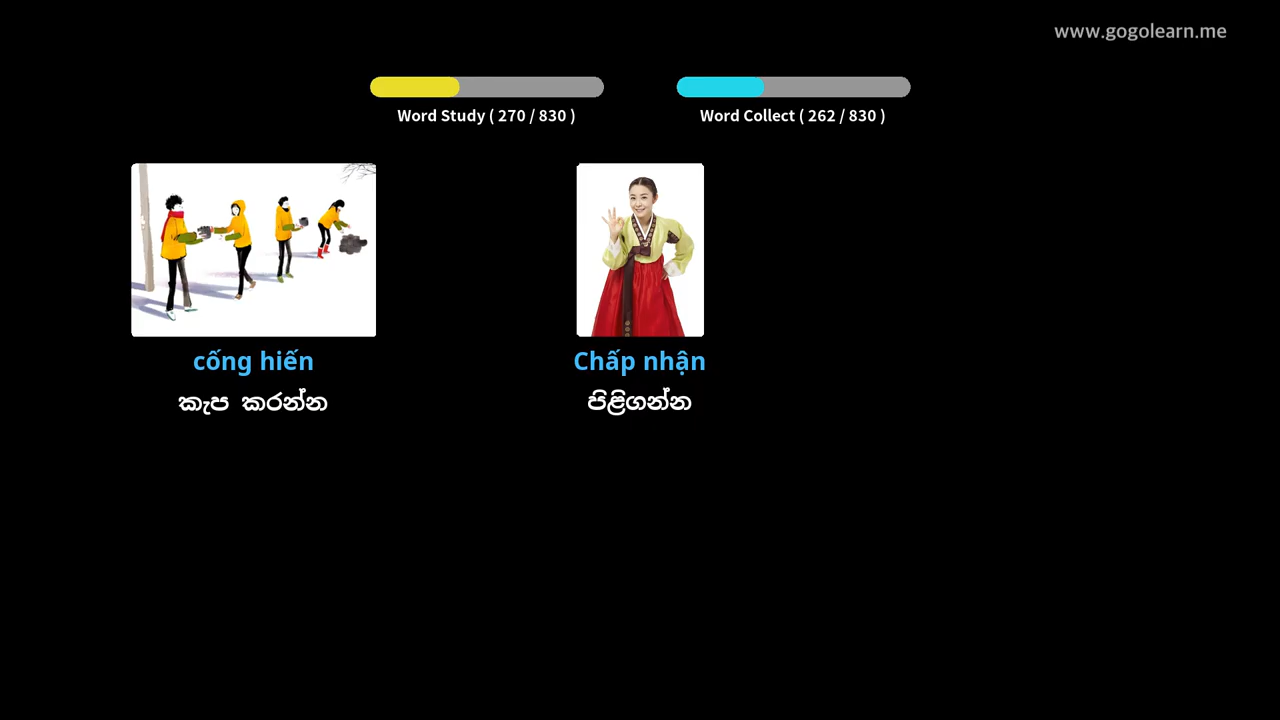 www.gogolearn.me
Word Study ( 270 / 830 )
Word Collect ( 262 / 830 )
cống hiến
Chấp nhận
කැප කරන්න
පිළිගන්න